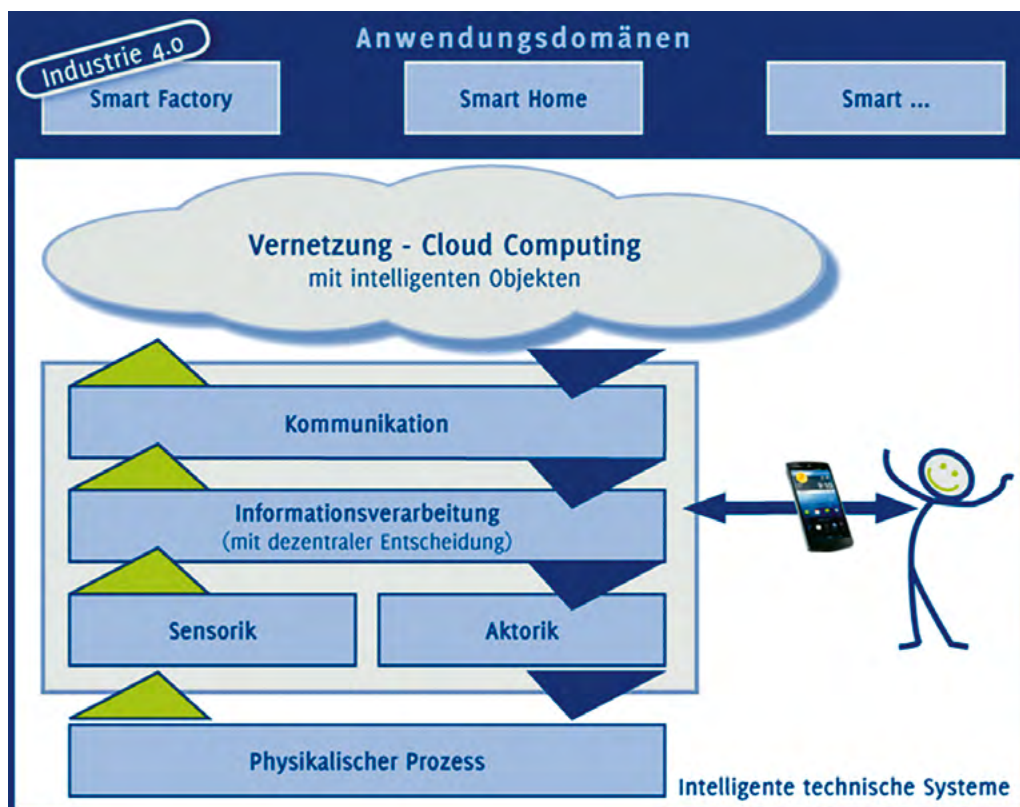 Anwendungsdomänen
Industrie 4.0
Smart Factory
Smart Home
Smart ...
Vernetzung - Cloud Computing
mit intelligenten Objekten
Kommunikation
Informationsverarbeitung
(mit dezentraler Entscheidung)
Sensorik
Aktorik
Physikalischer Prozess
Intelligente technische Systeme